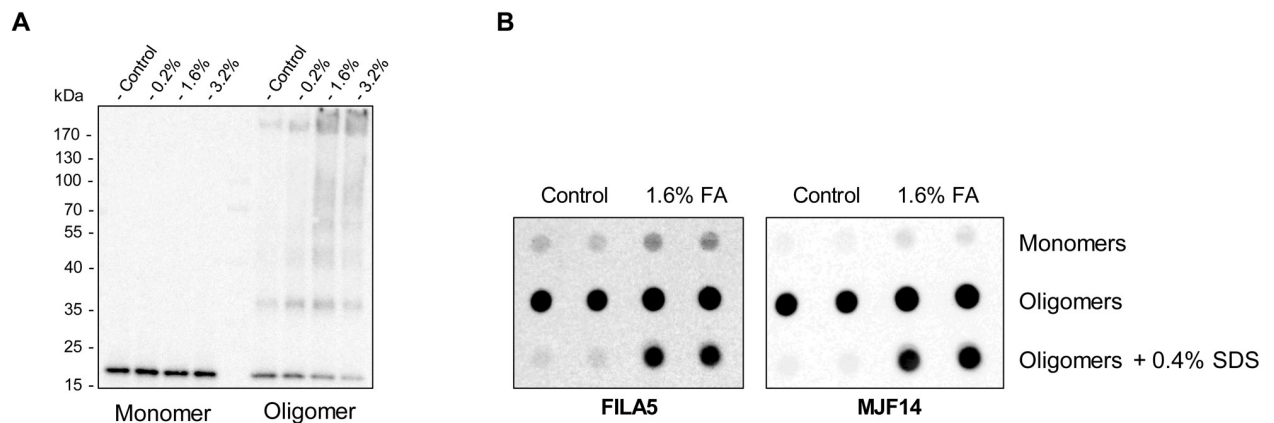 A
B
- Control
- 0.2%
- 1.6%
- 3.2%
- Control
- 0.2%
- 1.6%
- 3.2%
kDa
170 -
130 -
100 -
70 -
55 -
40 -
35 -
25 -
15 -
Monomer Oligomer
Control 1.6% FA
Control 1.6% FA
Monomers
Oligomers
Oligomers + 0.4% SDS
FILA5
MJF14